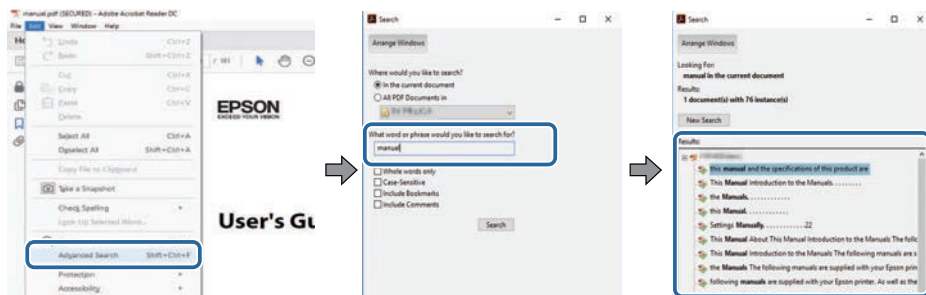 manual.pdf (SECURED) - Adobe Acrobat Reader DC
File Edit View Window Help
Undo Ctrl+Z
Redo Shift+Ctrl+Z
Cut Ctrl+X
Copy Ctrl+C
Paste Ctrl+V
Delete
Select All Ctrl+A
Deselect All Shift+Ctrl+A
Copy File to Clipboard
Take a Snapshot
Check Spelling
Look Up Selected Word...
Advanced Search Shift+Ctrl+F
Protection
Accessibility
EPSON
EXCEED YOUR VISION
User's Gu
Search
Arrange Windows
Where would you like to search?
In the current document
All PDF Documents in
What word or phrase would you like to search for?
manual
Whole words only
Case-Sensitive
Include Bookmarks
Include Comments
Search
Search
Arrange Windows
Looking For:
manual in the current document
Results:
1 document(s) with 76 instance(s)
New Search
Results:
this manual and the specifications of this product are
This Manual Introduction to the Manuals.........
the Manuals............
this Manual............
Settings Manually............22
This Manual About This Manual Introduction to the Manuals The follo
This Manual Introduction to the Manuals The following manuals are s
the Manuals The following manuals are supplied with your Epson prin
following manuals are supplied with your Epson printer. As well as the